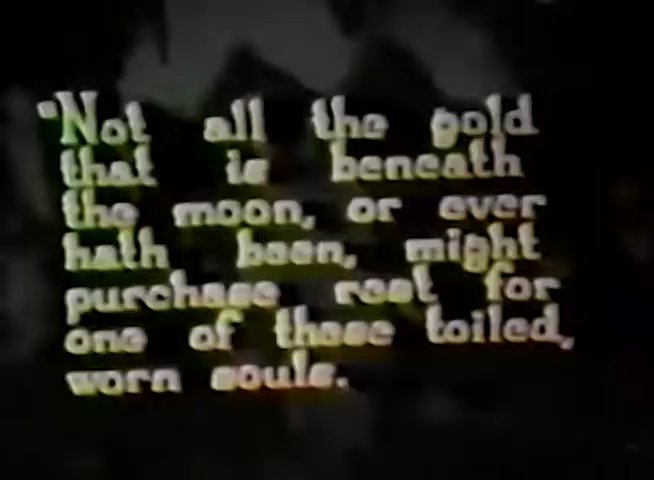 "Not all the gold
that is beneath
the moon, or ever
hath been, might
purchase rest for
one of these toiled,
worn souls.